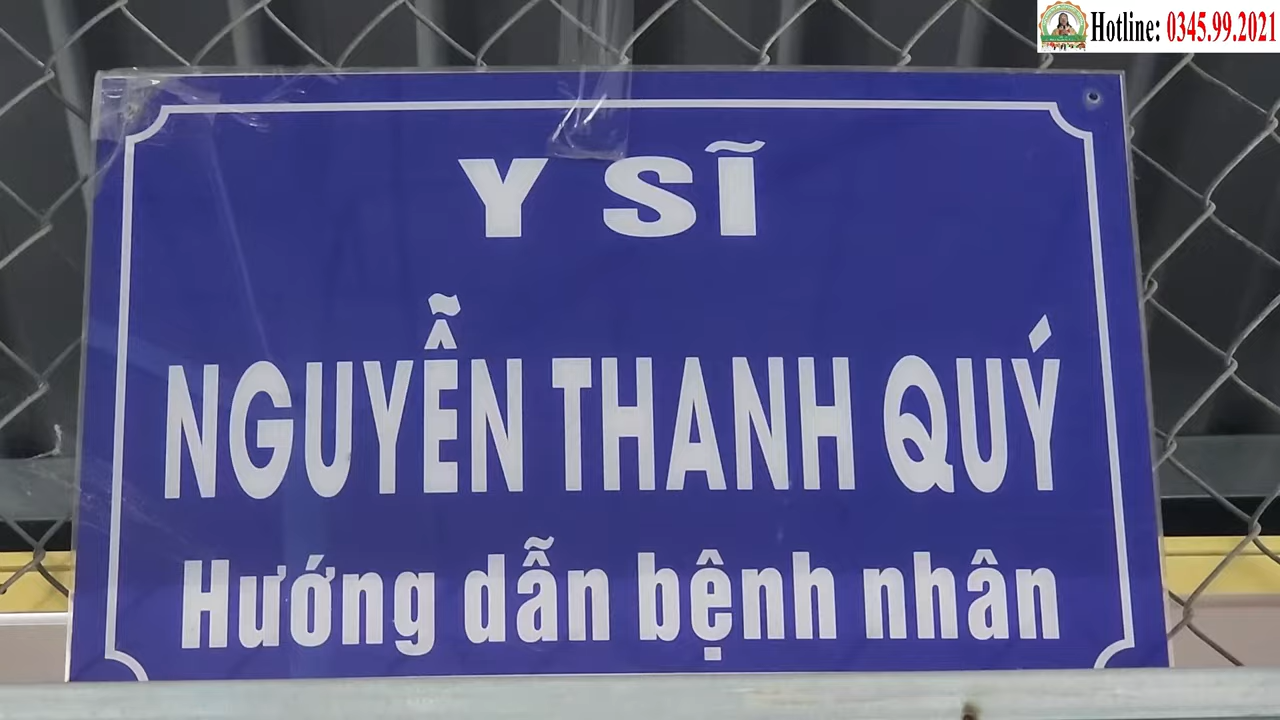 Hotline: 0345.99.2021
Y SĨ
NGUYỄN THANH QUÝ
Hướng dẫn bệnh nhân